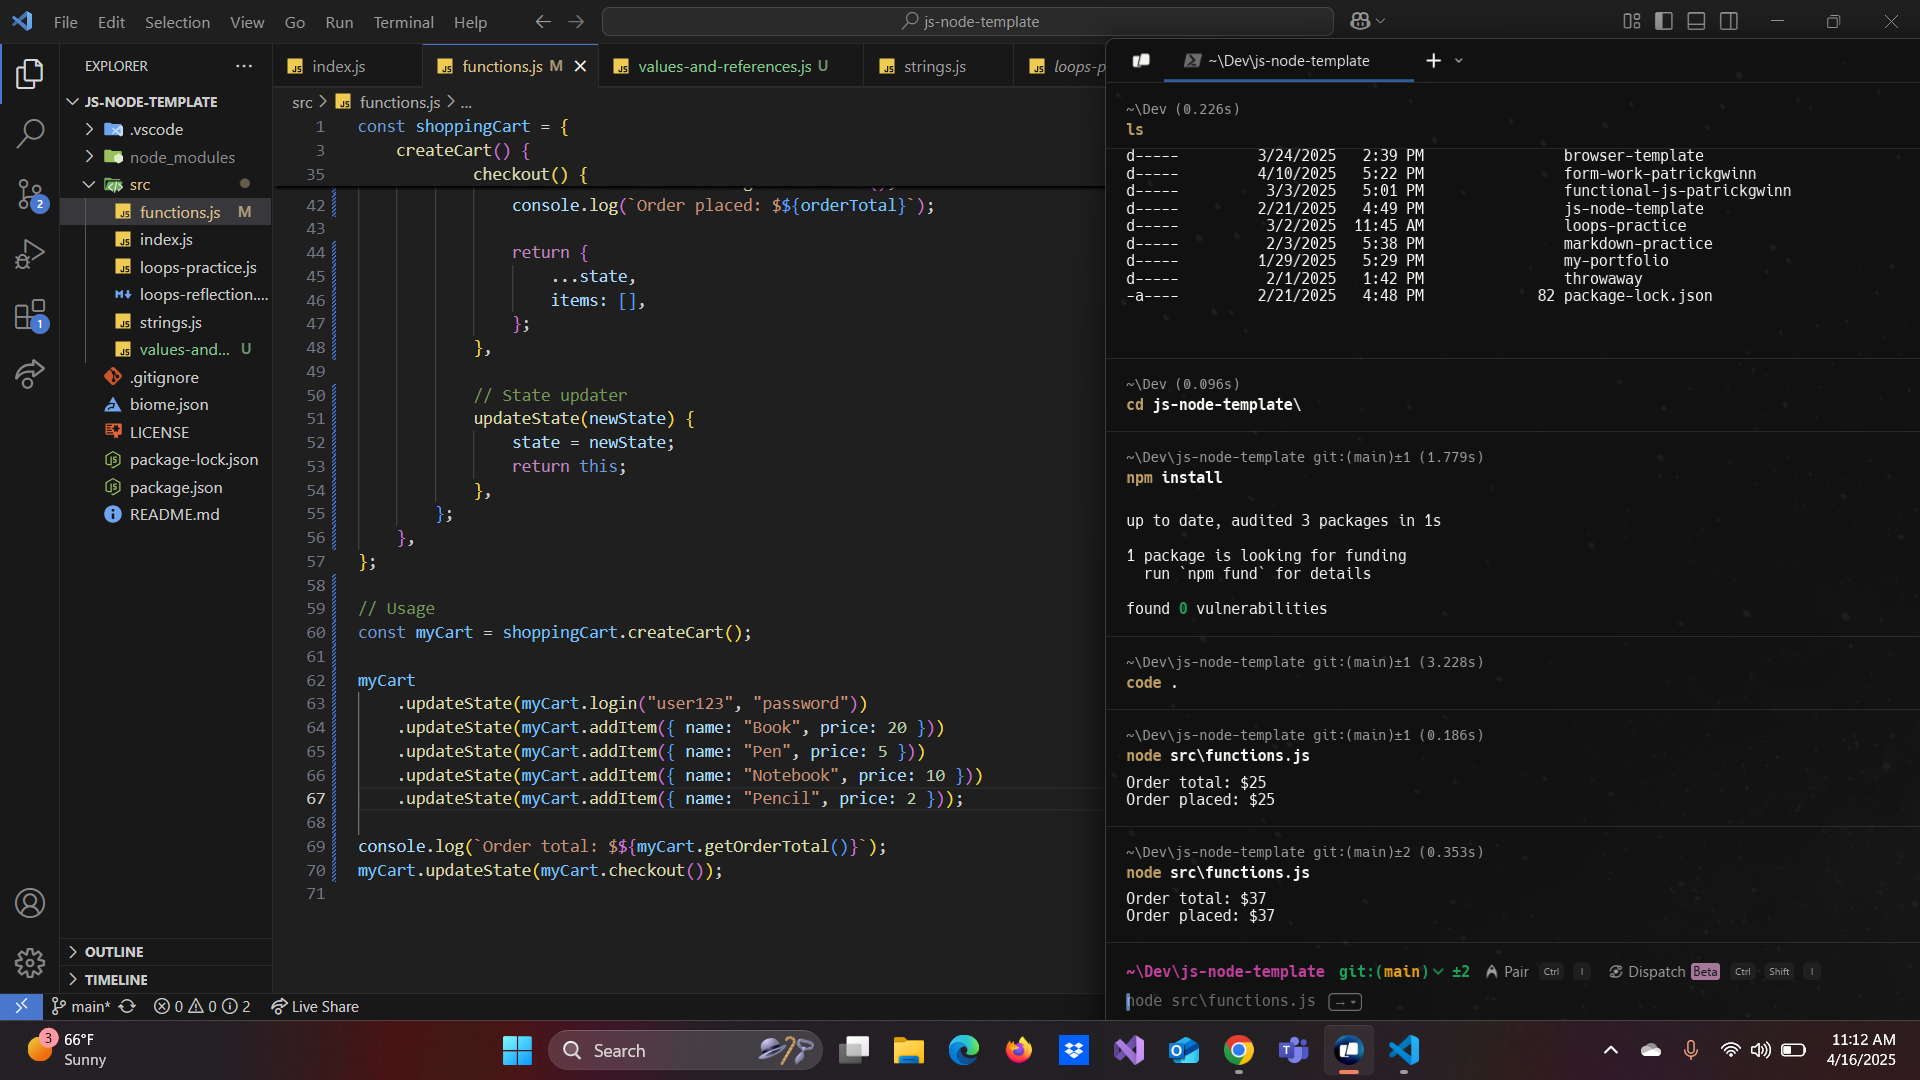 File Edit Selection View Go Run Terminal Help
js-node-template
EXPLORER
JS-NODE-TEMPLATE
.vscode
node_modules
src
functions.js M
index.js
loops-practice.js
loops-reflection....
strings.js
values-and... U
.gitignore
biome.json
LICENSE
package-lock.json
package.json
README.md
OUTLINE
TIMELINE
2
1
index.js
functions.js M
values-and-references.js U
strings.js
loops-p
src > functions.js > ...
1 const shoppingCart = {
3 createCart() {
35 checkout() {
42 console.log(`Order placed: $${orderTotal}`);
43
44 return {
45 ...state,
46 items: [],
47 };
48 },
49
50 // State updater
51 updateState(newState) {
52 state = newState;
53 return this;
54 },
55 };
56 },
57 };
58
59 // Usage
60 const myCart = shoppingCart.createCart();
61
62 myCart
63 .updateState(myCart.login("user123", "password"))
64 .updateState(myCart.addItem({ name: "Book", price: 20 }))
65 .updateState(myCart.addItem({ name: "Pen", price: 5 }))
66 .updateState(myCart.addItem({ name: "Notebook", price: 10 }))
67 .updateState(myCart.addItem({ name: "Pencil", price: 2 }));
68
69 console.log(`Order total: $${myCart.getOrderTotal()}`);
70 myCart.updateState(myCart.checkout());
71
~\Dev\js-node-template
~\Dev (0.226s)
ls
d----- 3/24/2025 2:39 PM browser-template
d----- 4/10/2025 5:22 PM form-work-patrickgwinn
d----- 3/3/2025 5:01 PM functional-js-patrickgwinn
d----- 2/21/2025 4:49 PM js-node-template
d----- 3/2/2025 11:45 AM loops-practice
d----- 2/3/2025 5:38 PM markdown-practice
d----- 1/29/2025 5:29 PM my-portfolio
d----- 2/1/2025 1:42 PM throwaway
-a---- 2/21/2025 4:48 PM 82 package-lock.json
~\Dev (0.096s)
cd js-node-template\
~\Dev\js-node-template git:(main)±1 (1.779s)
npm install
up to date, audited 3 packages in 1s
1 package is looking for funding
run `npm fund` for details
found 0 vulnerabilities
~\Dev\js-node-template git:(main)±1 (3.228s)
code .
~\Dev\js-node-template git:(main)±1 (0.186s)
node src\functions.js
Order total: $25
Order placed: $25
~\Dev\js-node-template git:(main)±2 (0.353s)
node src\functions.js
Order total: $37
Order placed: $37
~\Dev\js-node-template git:(main) ±2 Pair Ctrl I Dispatch Beta Ctrl Shift I
node src\functions.js
main* 0 0 2 Live Share
3
66°F
Sunny
Search
11:12 AM
4/16/2025